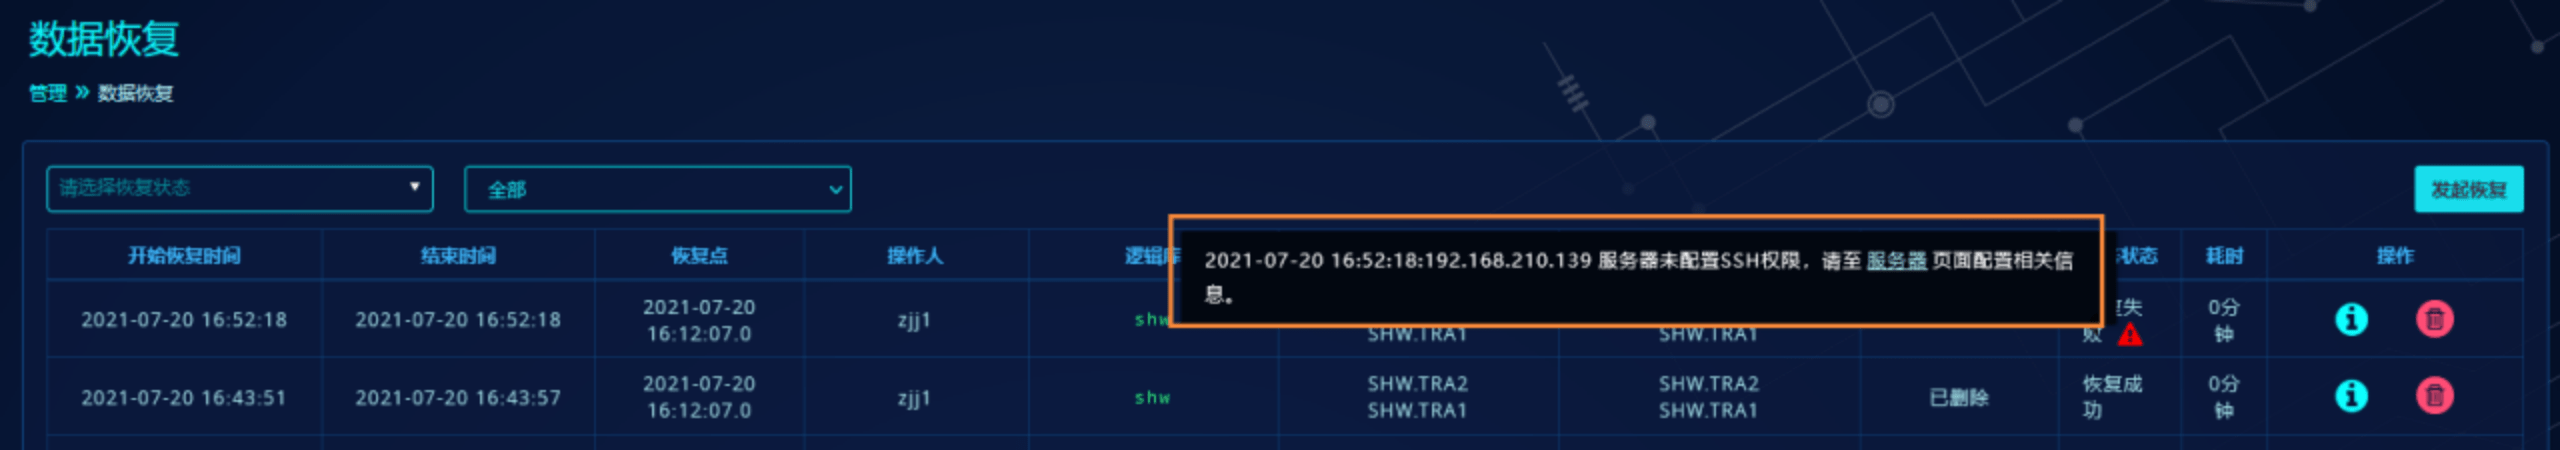 数据恢复
管理 » 数据恢复
请选择恢复状态
全部
发起恢复
开始恢复时间 结束时间 恢复点 操作人 逻辑 状态 耗时 操作
2021-07-20 16:52:18:192.168.210.139 服务器未配置SSH权限，请至 服务器 页面配置相关信
息。
2021-07-20 16:52:18 2021-07-20 16:52:18 2021-07-20
16:12:07.0 zjj1 shw SHW.TRA1 SHW.TRA1 失
败 0分
钟
2021-07-20 16:43:51 2021-07-20 16:43:57 2021-07-20
16:12:07.0 zjj1 shw SHW.TRA2
SHW.TRA1 SHW.TRA2
SHW.TRA1 已删除 恢复成
功 0分
钟